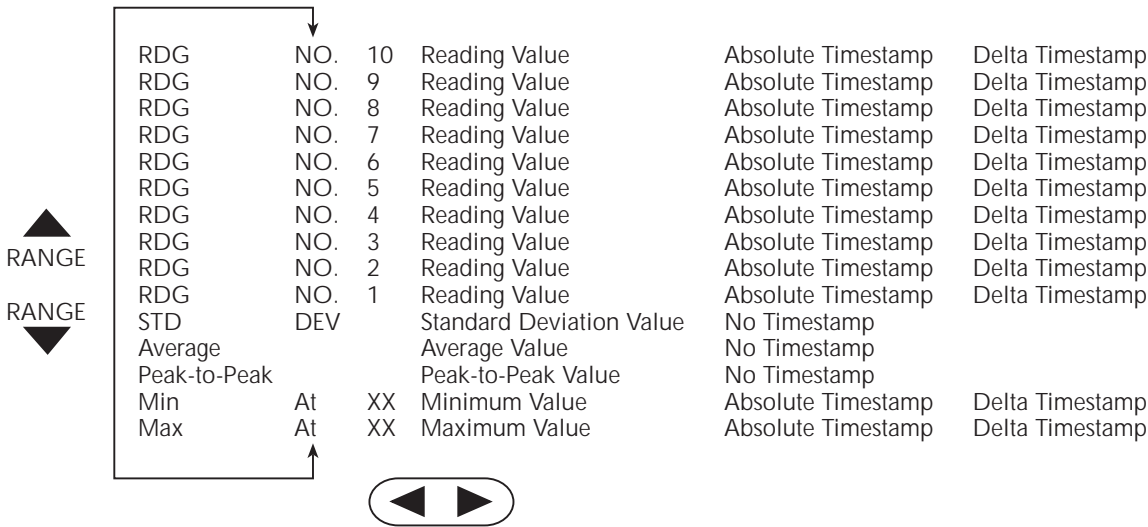 RDG NO. 10 Reading Value Absolute Timestamp Delta Timestamp
RDG NO. 9 Reading Value Absolute Timestamp Delta Timestamp
RDG NO. 8 Reading Value Absolute Timestamp Delta Timestamp
RDG NO. 7 Reading Value Absolute Timestamp Delta Timestamp
RDG NO. 6 Reading Value Absolute Timestamp Delta Timestamp
RDG NO. 5 Reading Value Absolute Timestamp Delta Timestamp
RDG NO. 4 Reading Value Absolute Timestamp Delta Timestamp
RANGE
RDG NO. 3 Reading Value Absolute Timestamp Delta Timestamp
RDG NO. 2 Reading Value Absolute Timestamp Delta Timestamp
RDG NO. 1 Reading Value Absolute Timestamp Delta Timestamp
RANGE
STD DEV Standard Deviation Value No Timestamp
Average Average Value No Timestamp
Peak-to-Peak Peak-to-Peak Value No Timestamp
Min At XX Minimum Value Absolute Timestamp Delta Timestamp
Max At XX Maximum Value Absolute Timestamp Delta Timestamp